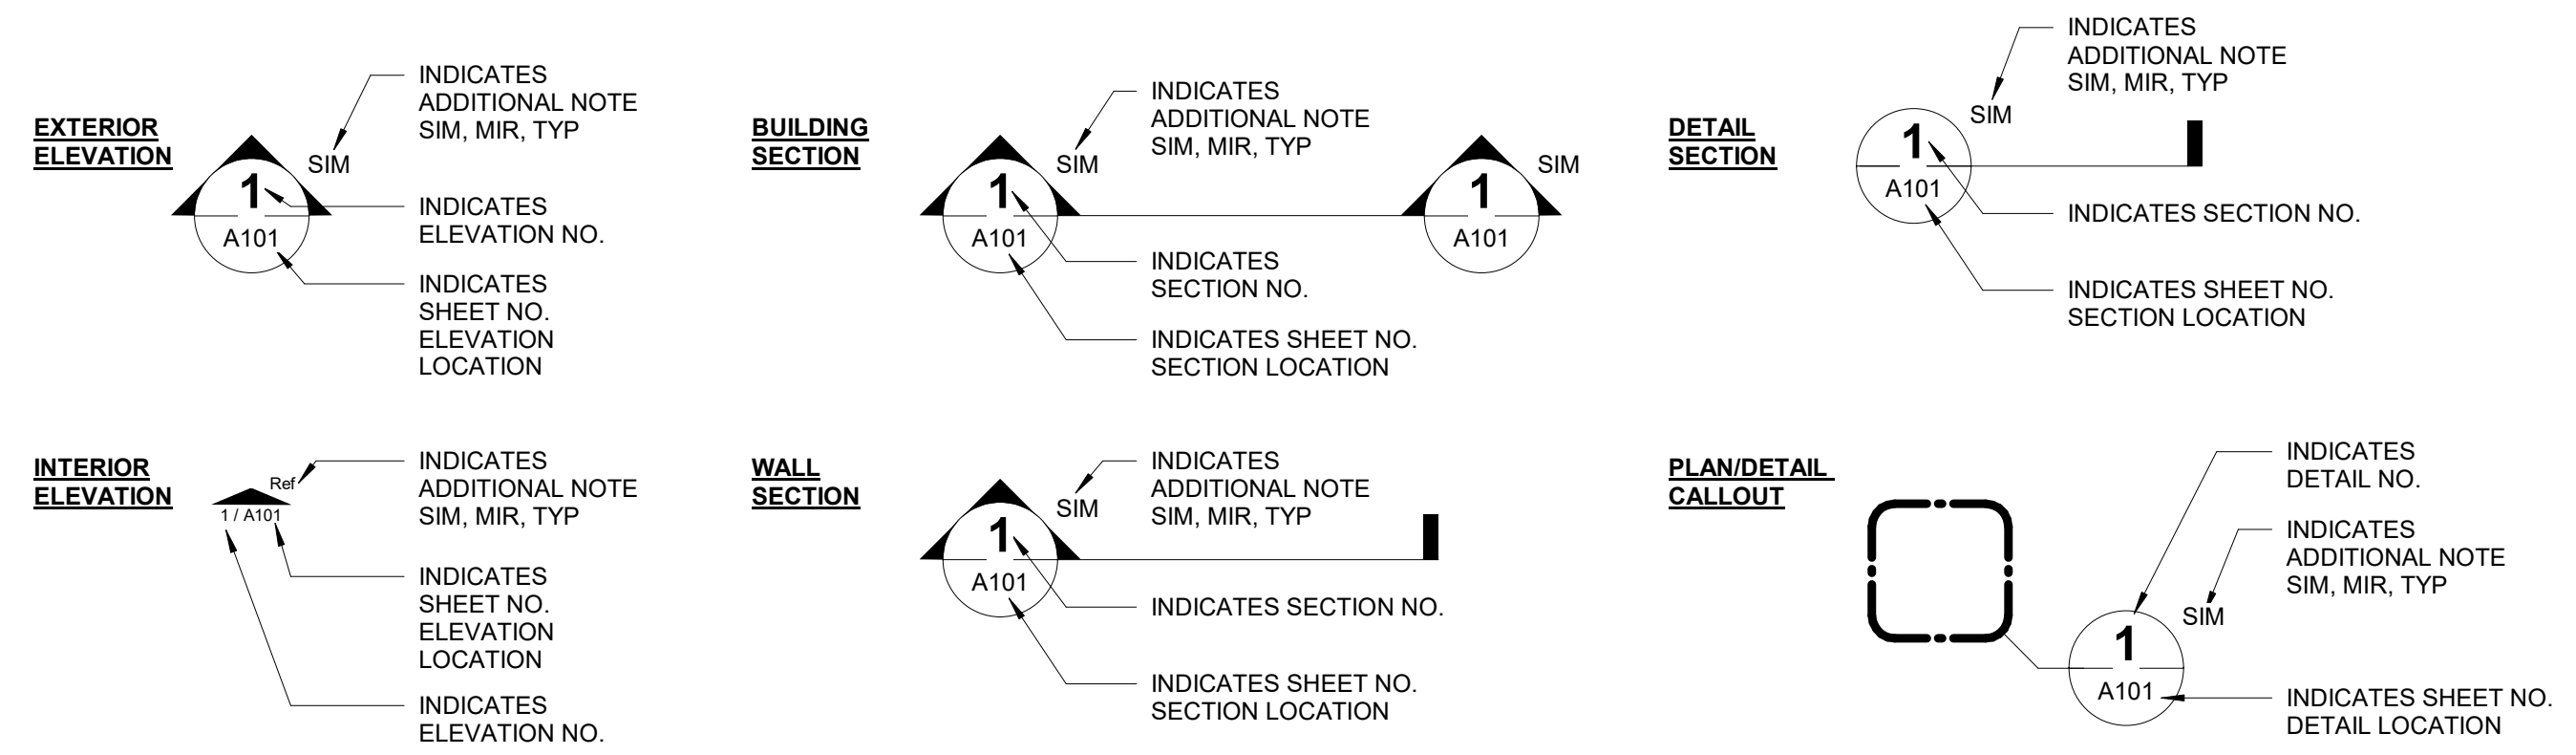 EXTERIOR
ELEVATION
INDICATES
ADDITIONAL NOTE
SIM, MIR, TYP
SIM
1
A101
INDICATES
ELEVATION NO.
INDICATES
SHEET NO.
ELEVATION
LOCATION
BUILDING
SECTION
INDICATES
ADDITIONAL NOTE
SIM, MIR, TYP
SIM
1
A101
INDICATES
SECTION NO.
INDICATES SHEET NO.
SECTION LOCATION
SIM
1
A101
DETAIL
SECTION
INDICATES
ADDITIONAL NOTE
SIM, MIR, TYP
SIM
1
A101
INDICATES SECTION NO.
INDICATES SHEET NO.
SECTION LOCATION
INTERIOR
ELEVATION
Ref
1 / A101
INDICATES
ADDITIONAL NOTE
SIM, MIR, TYP
INDICATES
SHEET NO.
ELEVATION
LOCATION
INDICATES
ELEVATION NO.
WALL
SECTION
INDICATES
ADDITIONAL NOTE
SIM, MIR, TYP
SIM
1
A101
INDICATES SECTION NO.
INDICATES SHEET NO.
SECTION LOCATION
PLAN/DETAIL
CALLOUT
INDICATES
DETAIL NO.
INDICATES
ADDITIONAL NOTE
SIM, MIR, TYP
SIM
1
A101
INDICATES SHEET NO.
DETAIL LOCATION